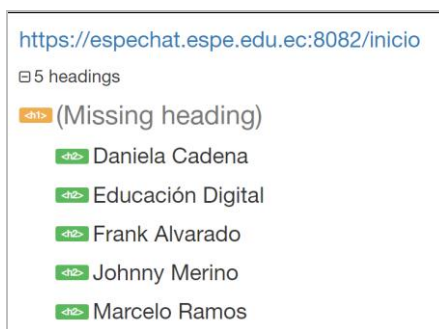 https://espechat.espe.edu.ec:8082/inicio
5 headings
<h1> (Missing heading)
<h2> Daniela Cadena
<h2> Educación Digital
<h2> Frank Alvarado
<h2> Johnny Merino
<h2> Marcelo Ramos